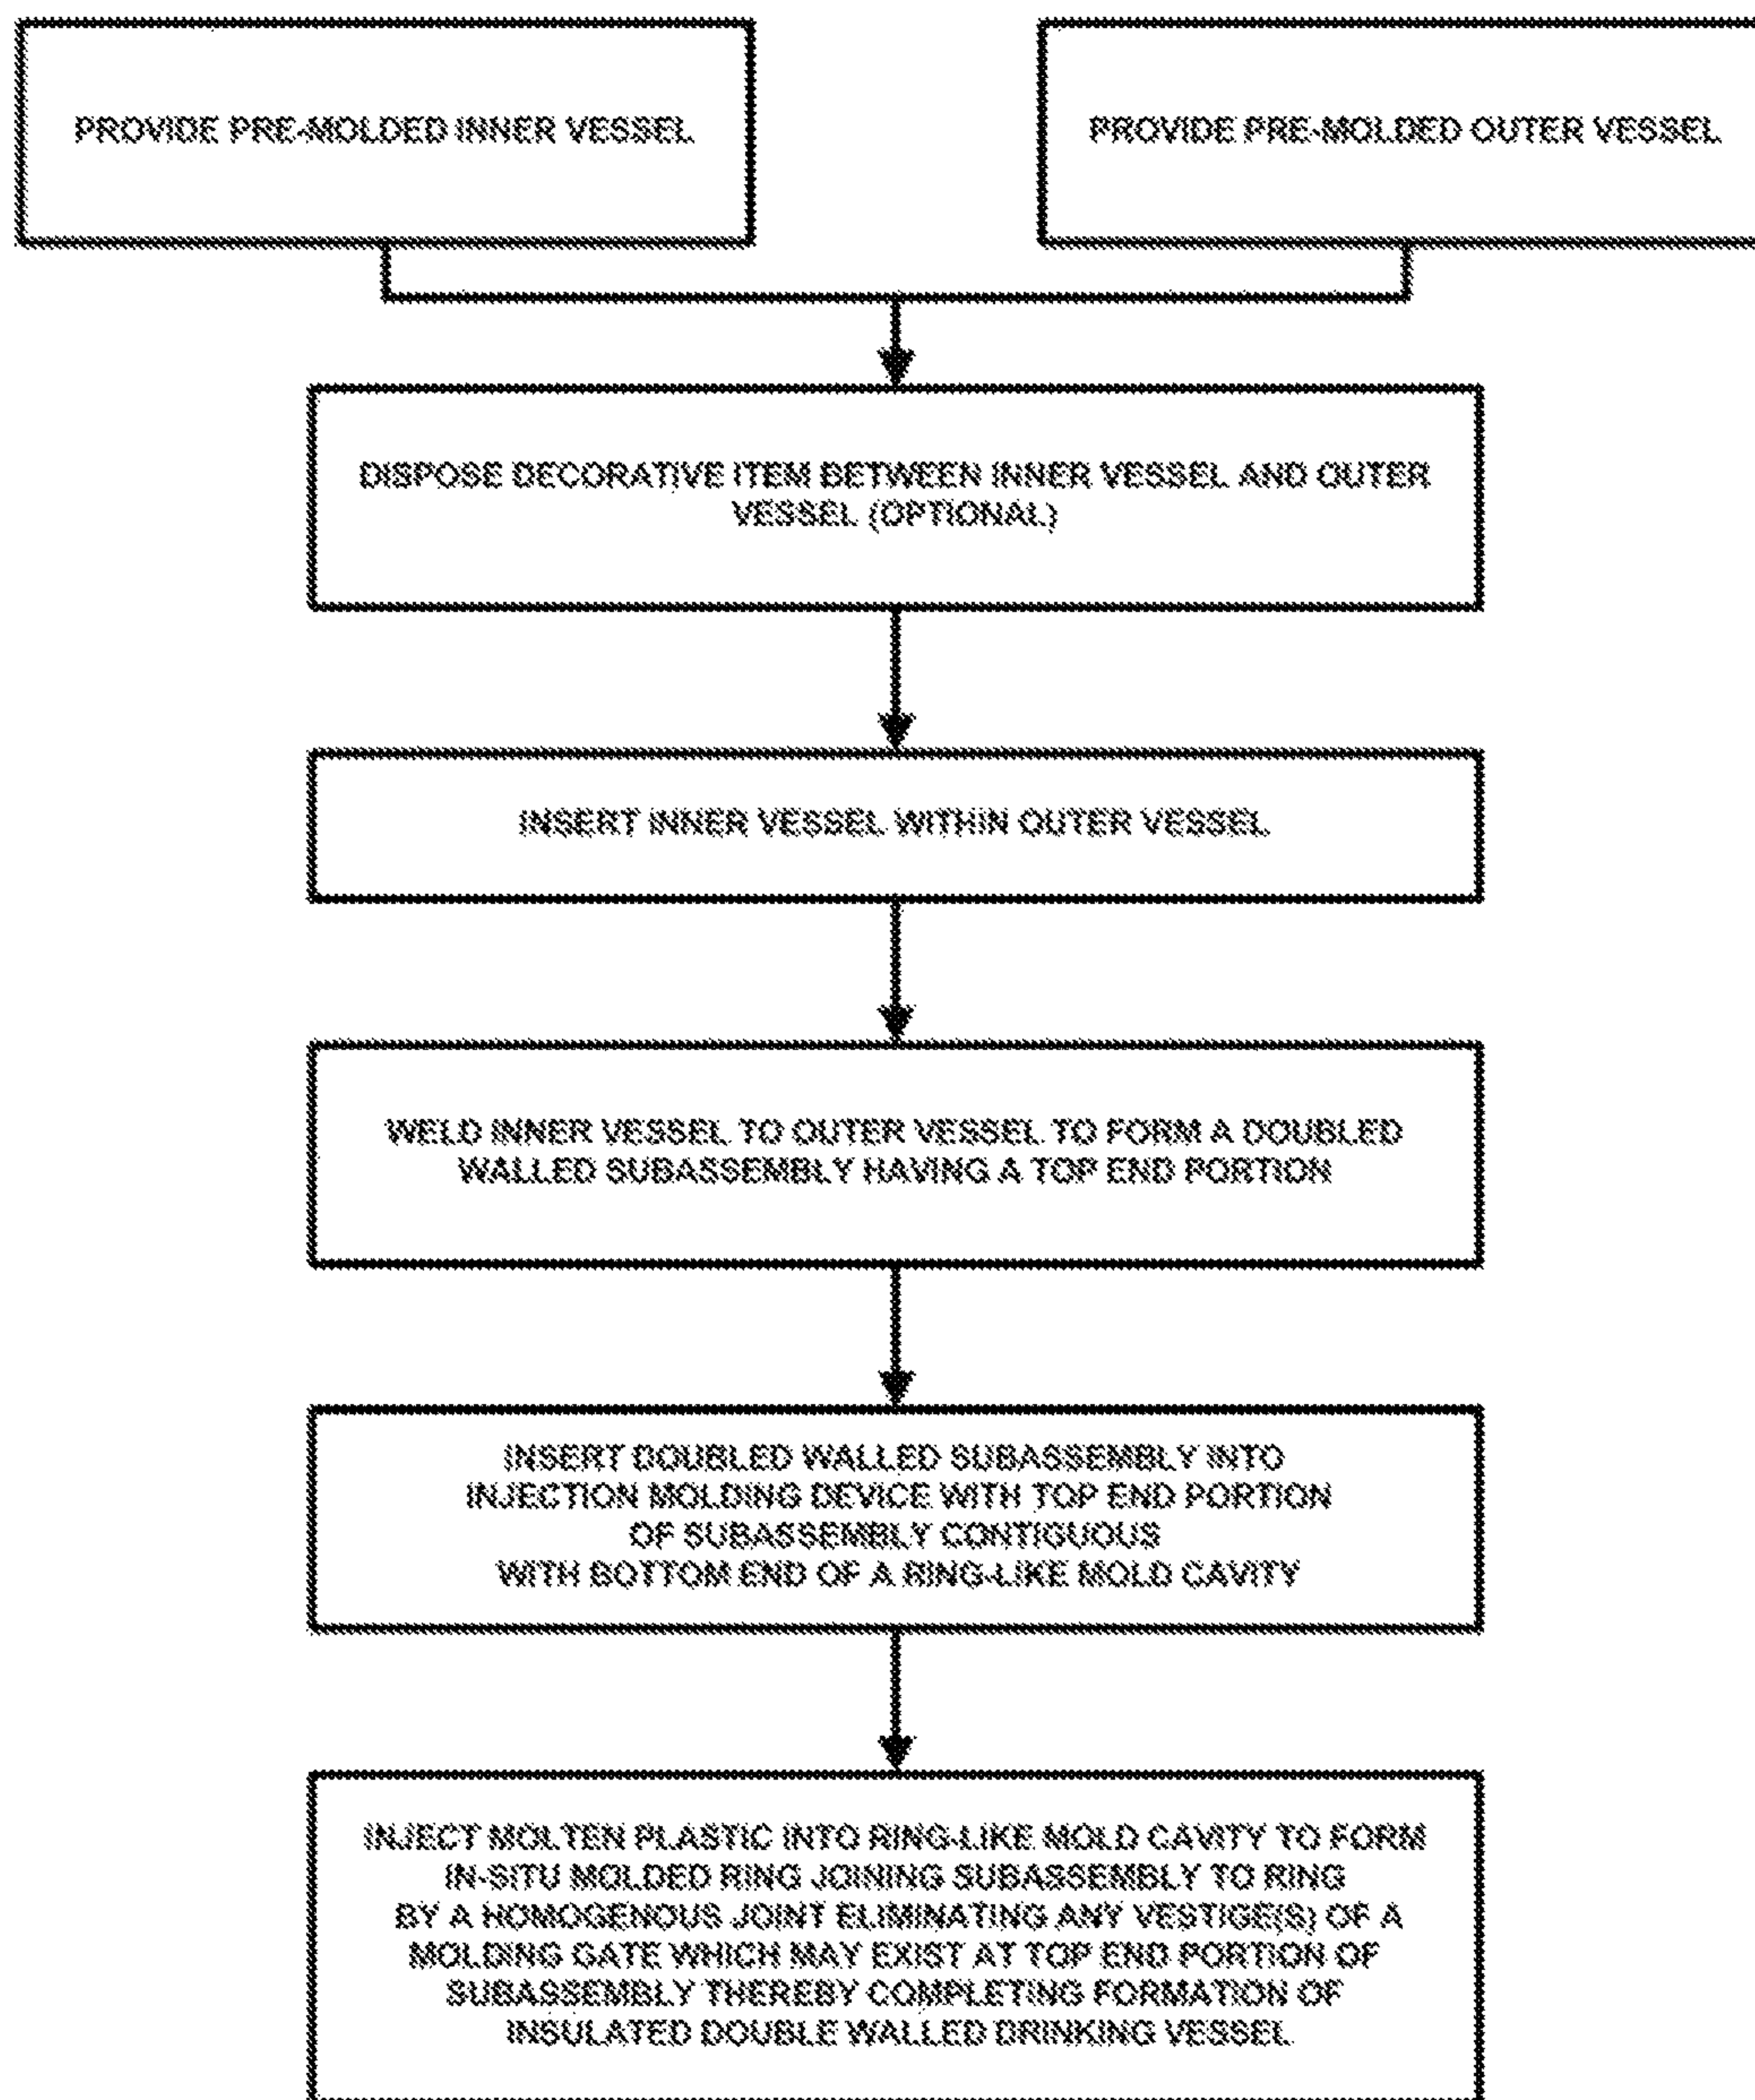 PROVIDE PRE-MOLDED INNER VESSEL
PROVIDE PRE-MOLDED OUTER VESSEL
DISPOSE DECORATIVE ITEM BETWEEN INNER VESSEL AND OUTER
VESSEL (OPTIONAL)
INSERT INNER VESSEL WITHIN OUTER VESSEL
WELD INNER VESSEL TO OUTER VESSEL TO FORM A DOUBLED
WALLED SUBASSEMBLY HAVING A TOP END PORTION
INSERT DOUBLED WALLED SUBASSEMBLY INTO
INJECTION MOLDING DEVICE WITH TOP END PORTION
OF SUBASSEMBLY CONTIGUOUS
WITH BOTTOM END OF A RING-LIKE MOLD CAVITY
INJECT MOLTEN PLASTIC INTO RING-LIKE MOLD CAVITY TO FORM
IN-SITU MOLDED RING JOINING SUBASSEMBLY TO RING
BY A HOMOGENOUS JOINT ELIMINATING ANY VESTIGE(S) OF A
MOLDING GATE WHICH MAY EXIST AT TOP END PORTION OF
SUBASSEMBLY THEREBY COMPLETING FORMATION OF
INSULATED DOUBLE WALLED DRINKING VESSEL